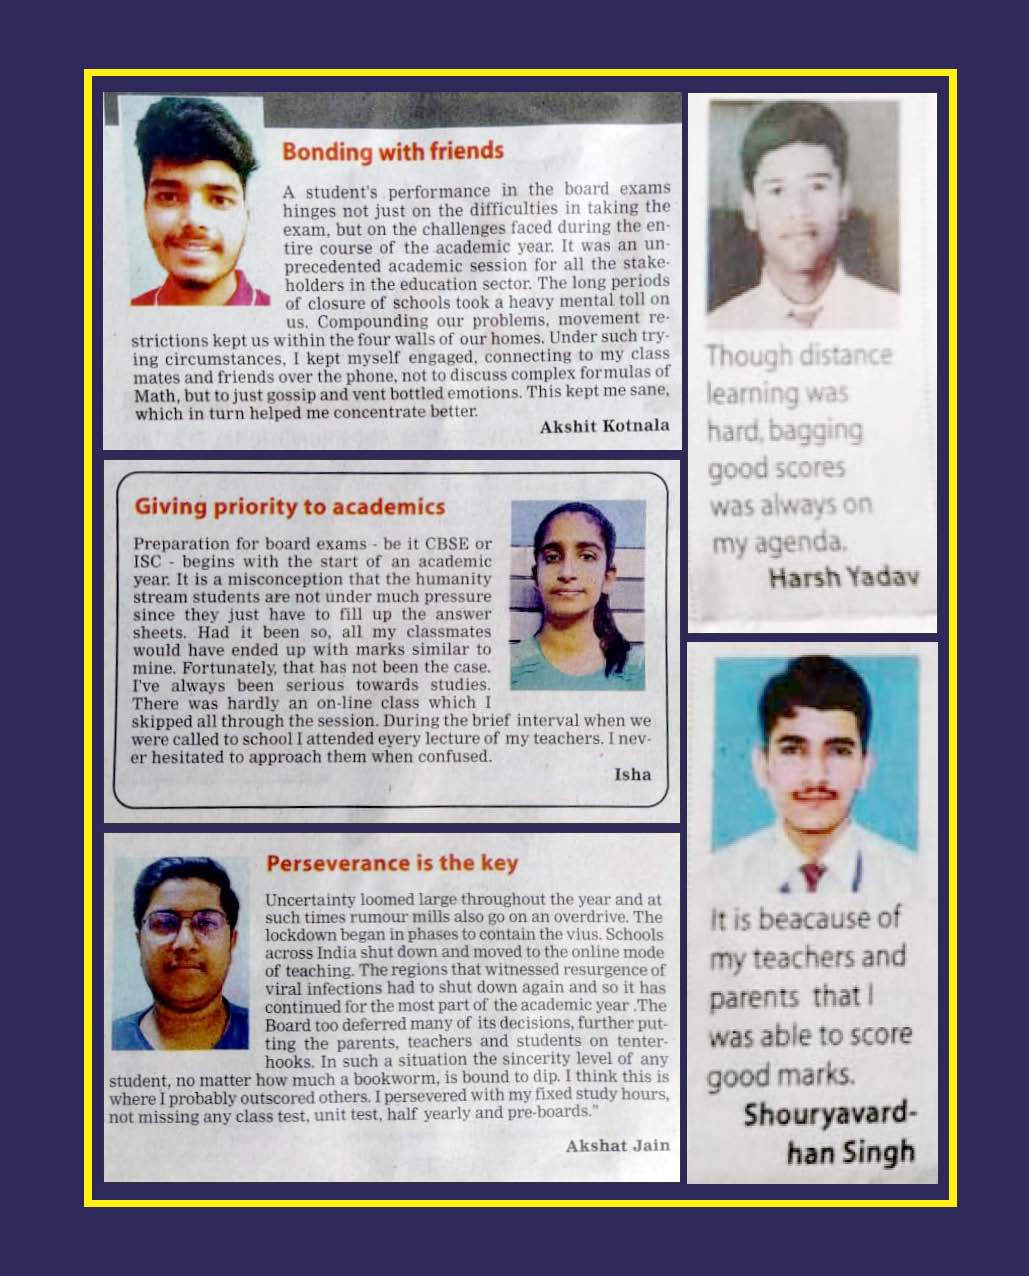 Bonding with friends
A student's performance in the board exams
hinges not just on the difficulties in taking the
exam, but on the challenges faced during the en-
tire course of the academic year. It was an un-
precedented academic session for all the stake-
holders in the education sector. The long periods
of closure of schools took a heavy mental toll on
us. Compounding our problems, movement re-
strictions kept us within the four walls of our homes. Under such try-
ing circumstances, I kept myself engaged, connecting to my class
mates and friends over the phone, not to discuss complex formulas of
Math, but to just gossip and vent bottled emotions. This kept me sane,
which in turn helped me concentrate better.
Akshit Kotnala
Giving priority to academics
Preparation for board exams - be it CBSE or
ISC - begins with the start of an academic
year. It is a misconception that the humanity
stream students are not under much pressure
since they just have to fill up the answer
sheets. Had it been so, all my classmates
would have ended up with marks similar to
mine. Fortunately, that has not been the case.
I've always been serious towards studies.
There was hardly an on-line class which I
skipped all through the session. During the brief interval when we
were called to school I attended every lecture of my teachers. I nev-
er hesitated to approach them when confused.
Isha
Perseverance is the key
Uncertainty loomed large throughout the year and at
such times rumour mills also go on an overdrive. The
lockdown began in phases to contain the vius. Schools
across India shut down and moved to the online mode
of teaching. The regions that witnessed resurgence of
viral infections had to shut down again and so it has
continued for the most part of the academic year .The
Board too deferred many of its decisions, further put-
ting the parents, teachers and students on tenter-
hooks. In such a situation the sincerity level of any
student, no matter how much a bookworm, is bound to dip. I think this is
where I probably outscored others. I persevered with my fixed study hours,
not missing any class test, unit test, half yearly and pre-boards."
Akshat Jain
Though distance
learning was
hard, bagging
good scores
was always on
my agenda.
Harsh Yadav
It is beacause of
my teachers and
parents that I
was able to score
good marks.
Shouryavard-
han Singh